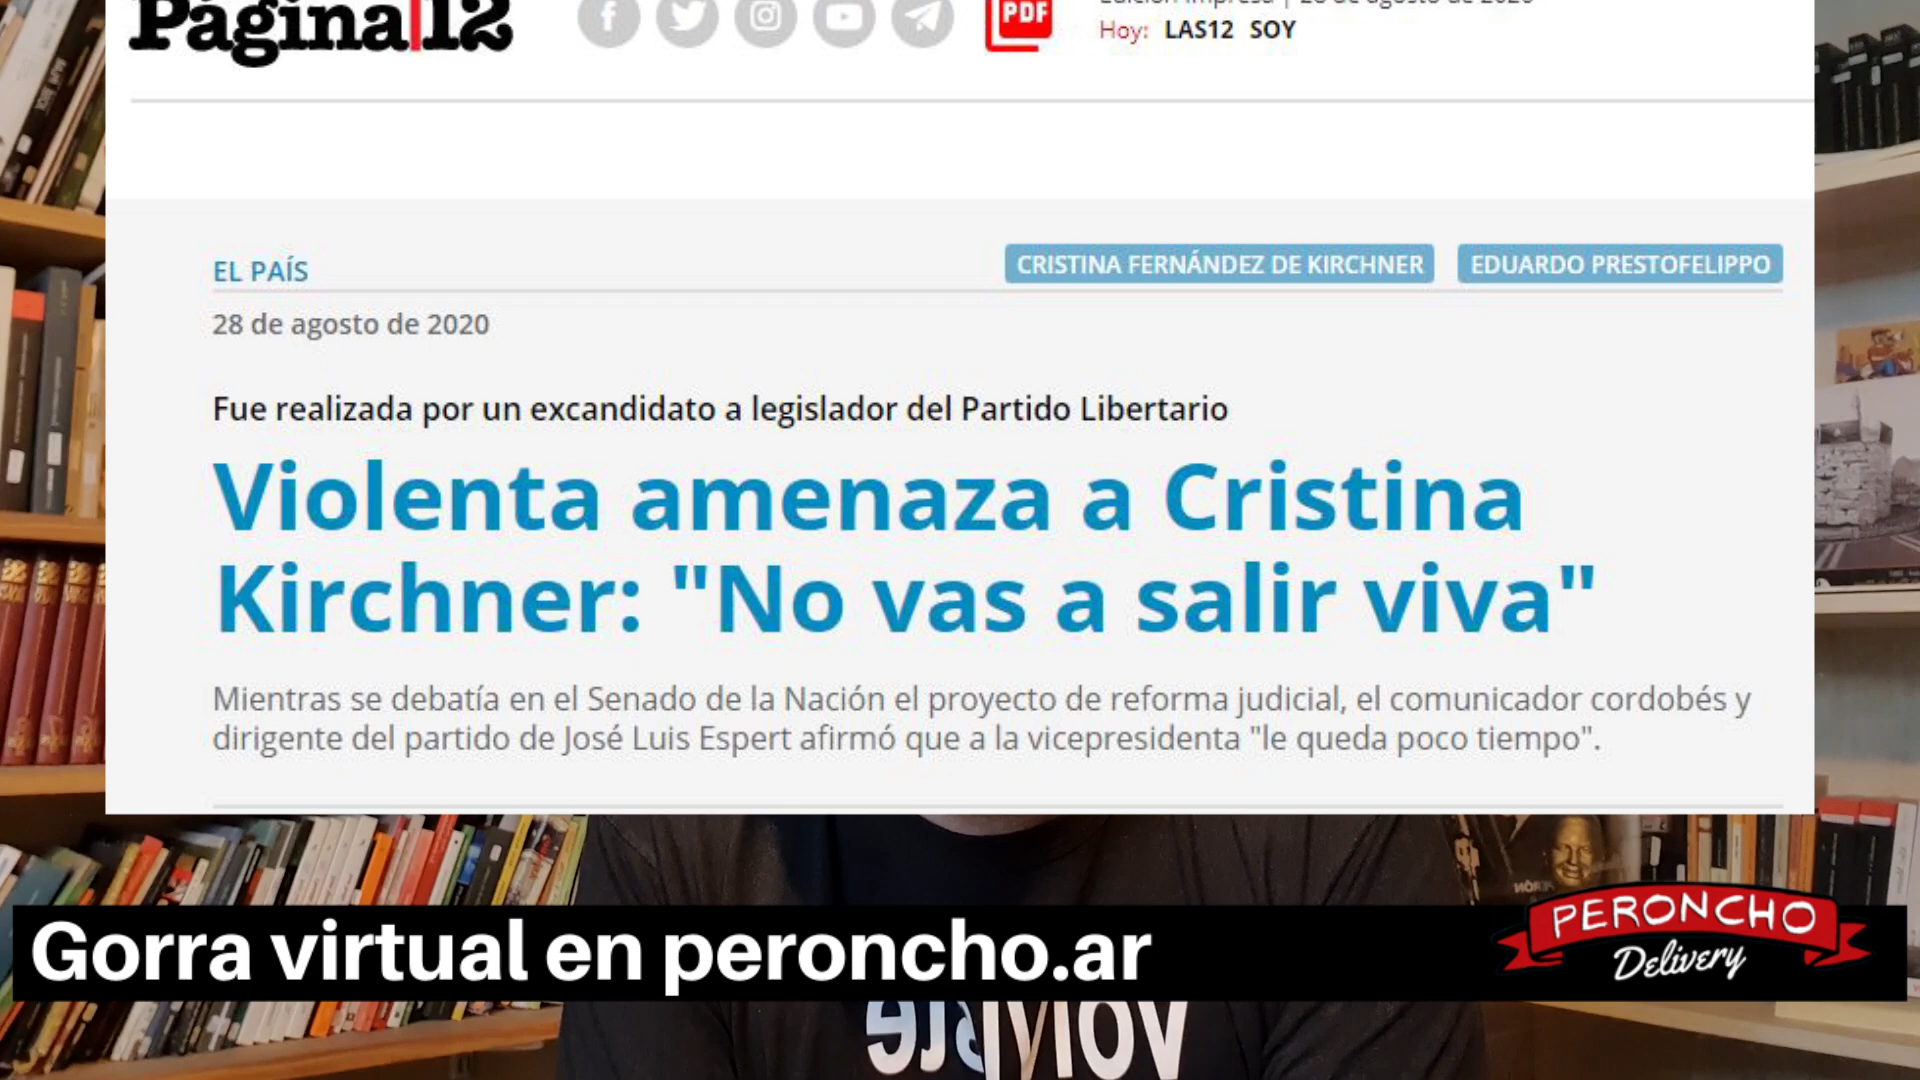 Página|12
PDF
Hoy: LAS12 SOY
EL PAÍS
CRISTINA FERNÁNDEZ DE KIRCHNER
EDUARDO PRESTOFELIPPO
28 de agosto de 2020
Fue realizada por un excandidato a legislador del Partido Libertario
Violenta amenaza a Cristina
Kirchner: "No vas a salir viva"
Mientras se debatía en el Senado de la Nación el proyecto de reforma judicial, el comunicador cordobés y
dirigente del partido de José Luis Espert afirmó que a la vicepresidenta "le queda poco tiempo".
Gorra virtual en peroncho.ar
PERONCHO
Delivery